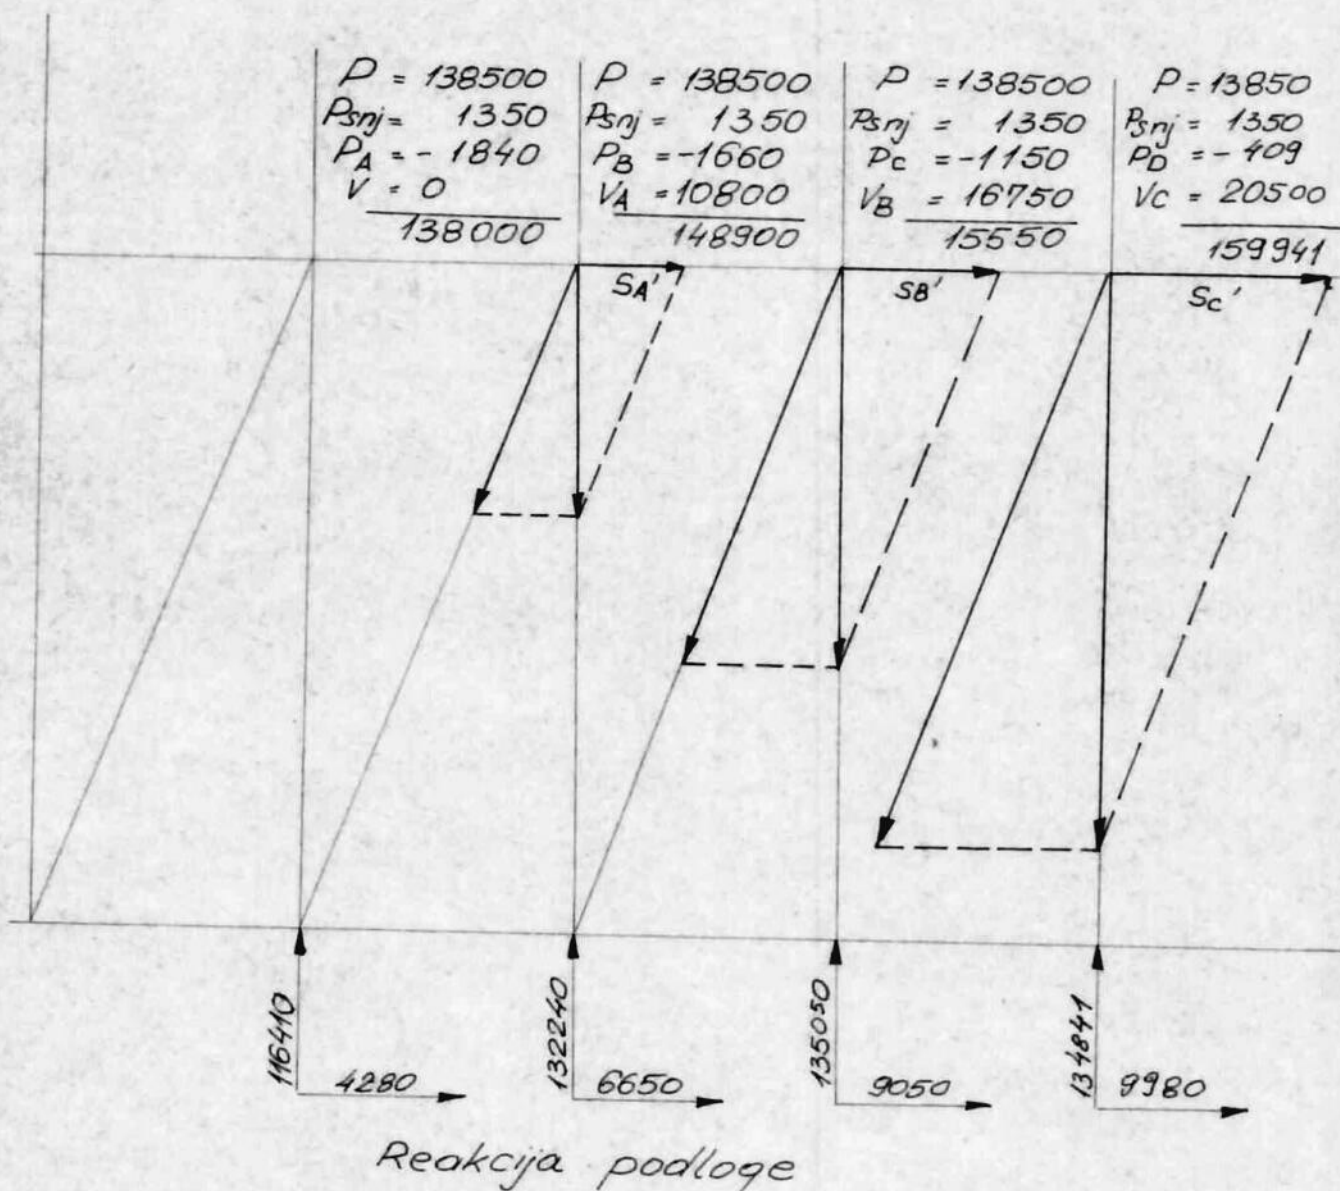 P = 138500
Psnj = 1350
PA = - 1840
V = 0
138000
P = 138500
Psnj = 1350
PB = -1660
VA = 10800
148900
P = 138500
Psnj = 1350
Pc = -1150
VB = 16750
15550
P = 13850
Psnj = 1350
PD = - 409
Vc = 20500
159941
SA'
SB'
Sc'
116410
4280
132240
6650
135050
9050
134841
9980
Reakcija podloge